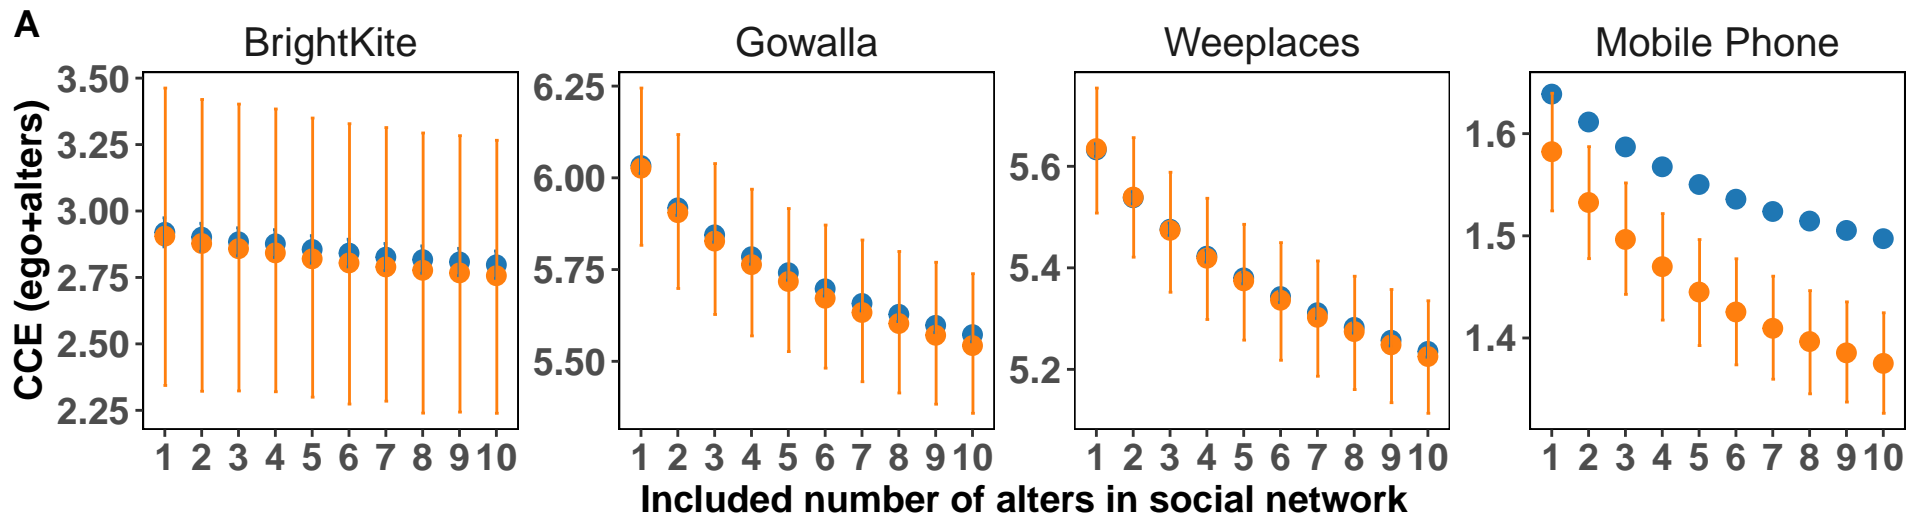 A
BrightKite Gowalla Weeplaces Mobile Phone
CCE (ego+alters)
3.50
3.25
3.00
2.75
2.50
2.25
1 2 3 4 5 6 7 8 9 10
6.25
6.00
5.75
5.50
1 2 3 4 5 6 7 8 9 10
5.6
5.4
5.2
1 2 3 4 5 6 7 8 9 10
1.6
1.5
1.4
1 2 3 4 5 6 7 8 9 10
Included number of alters in social network